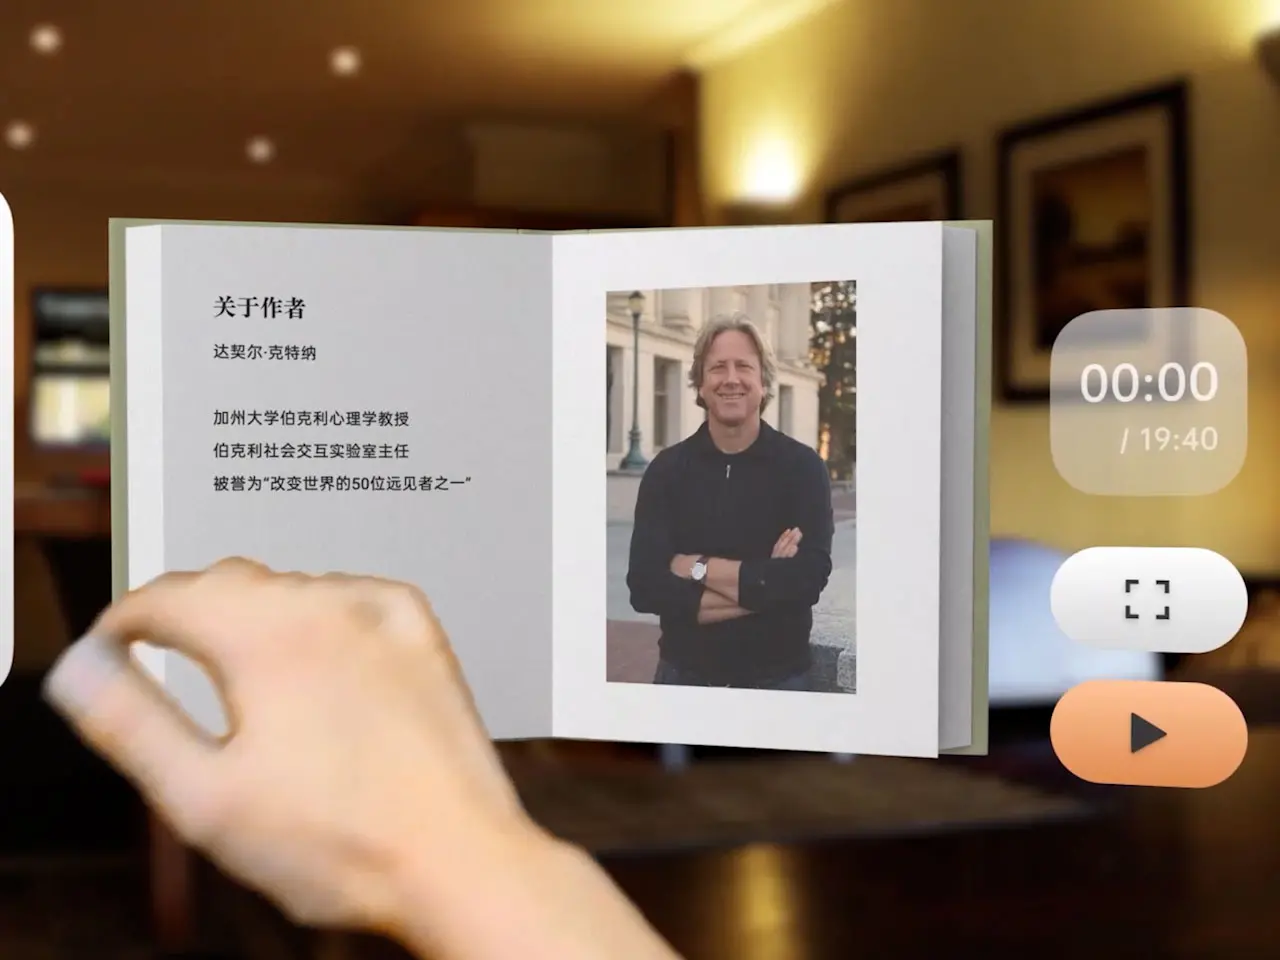 关于作者
达契尔·克特纳
加州大学伯克利心理学教授
伯克利社会交互实验室主任
被誉为“改变世界的50位远见者之一”
00:00
/ 19:40